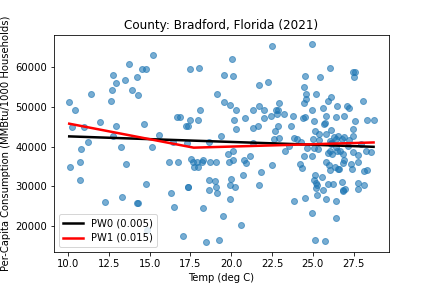 County: Bradford, Florida (2021)
Per-Capita Consumption (MMBtu/1000 Households)
60000
50000
40000
30000
20000
PW0 (0.005)
PW1 (0.015)
10.0 12.5 15.0 17.5 20.0 22.5 25.0 27.5
Temp (deg C)